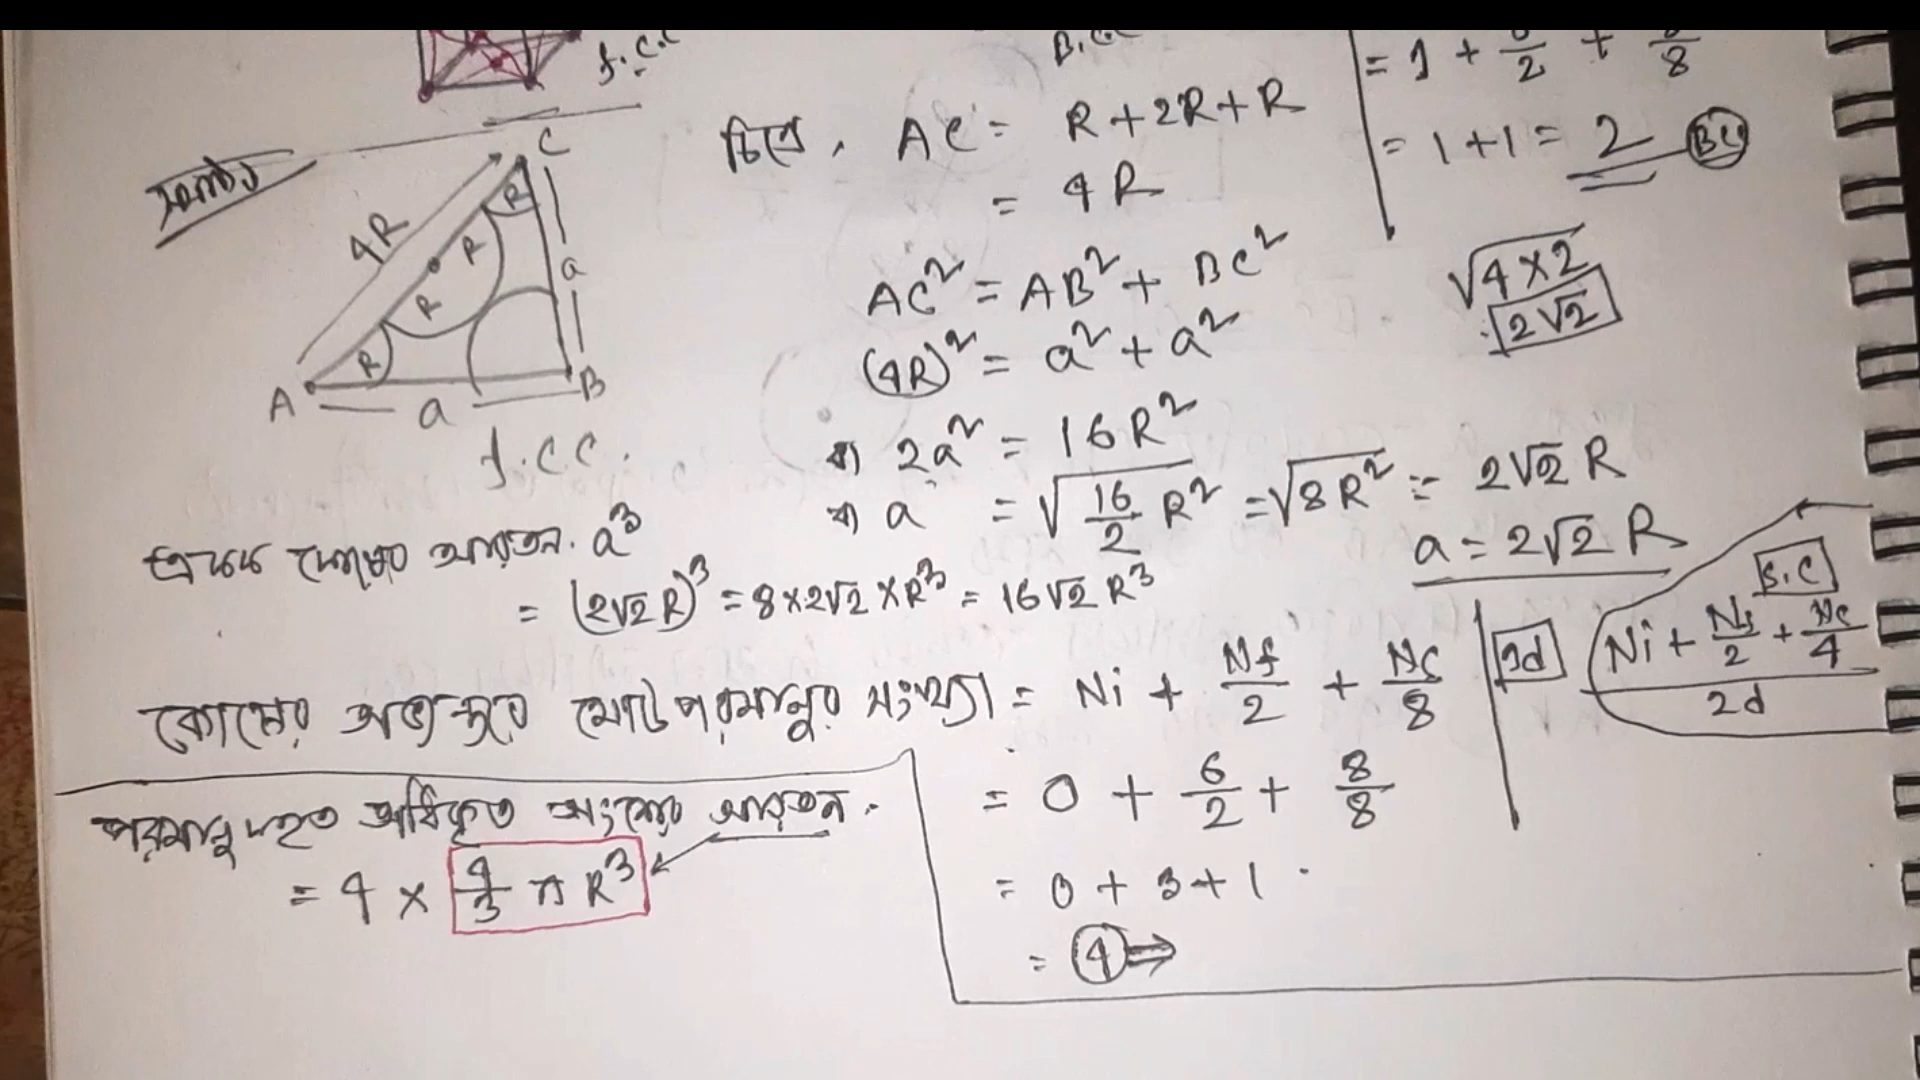 f.c.c
B.C.C
= 1 + 6/2 + 8/8
= 1+1 = 2
চিত্রে, AC = R+2R+R
= 4R
C
4R
R
R
R
R
a
A
a
B
f.c.c.
AC² = AB² + BC²
(4R)² = a² + a²
√4×2
2√2
বা 2a² = 16R²
বা a = √16/2 R² = √8R² = 2√2 R
a = 2√2 R
একক কোষের আয়তন. a³
= (2√2 R)³ = 8×2√2 ×R³ = 16√2 R³
কোষের অভ্যন্তরে মোট পরমানুর সংখ্যা = Ni + Nf/2 + Nc/8
= 0 + 6/2 + 8/8
= 0 + 3 + 1
= 4 ⇒
S.C
2d
Ni + Nf/2 + Nc/4
2d
পরমানু অধিকৃত অংশের আয়তন.
= 4 × 4/3 π R³